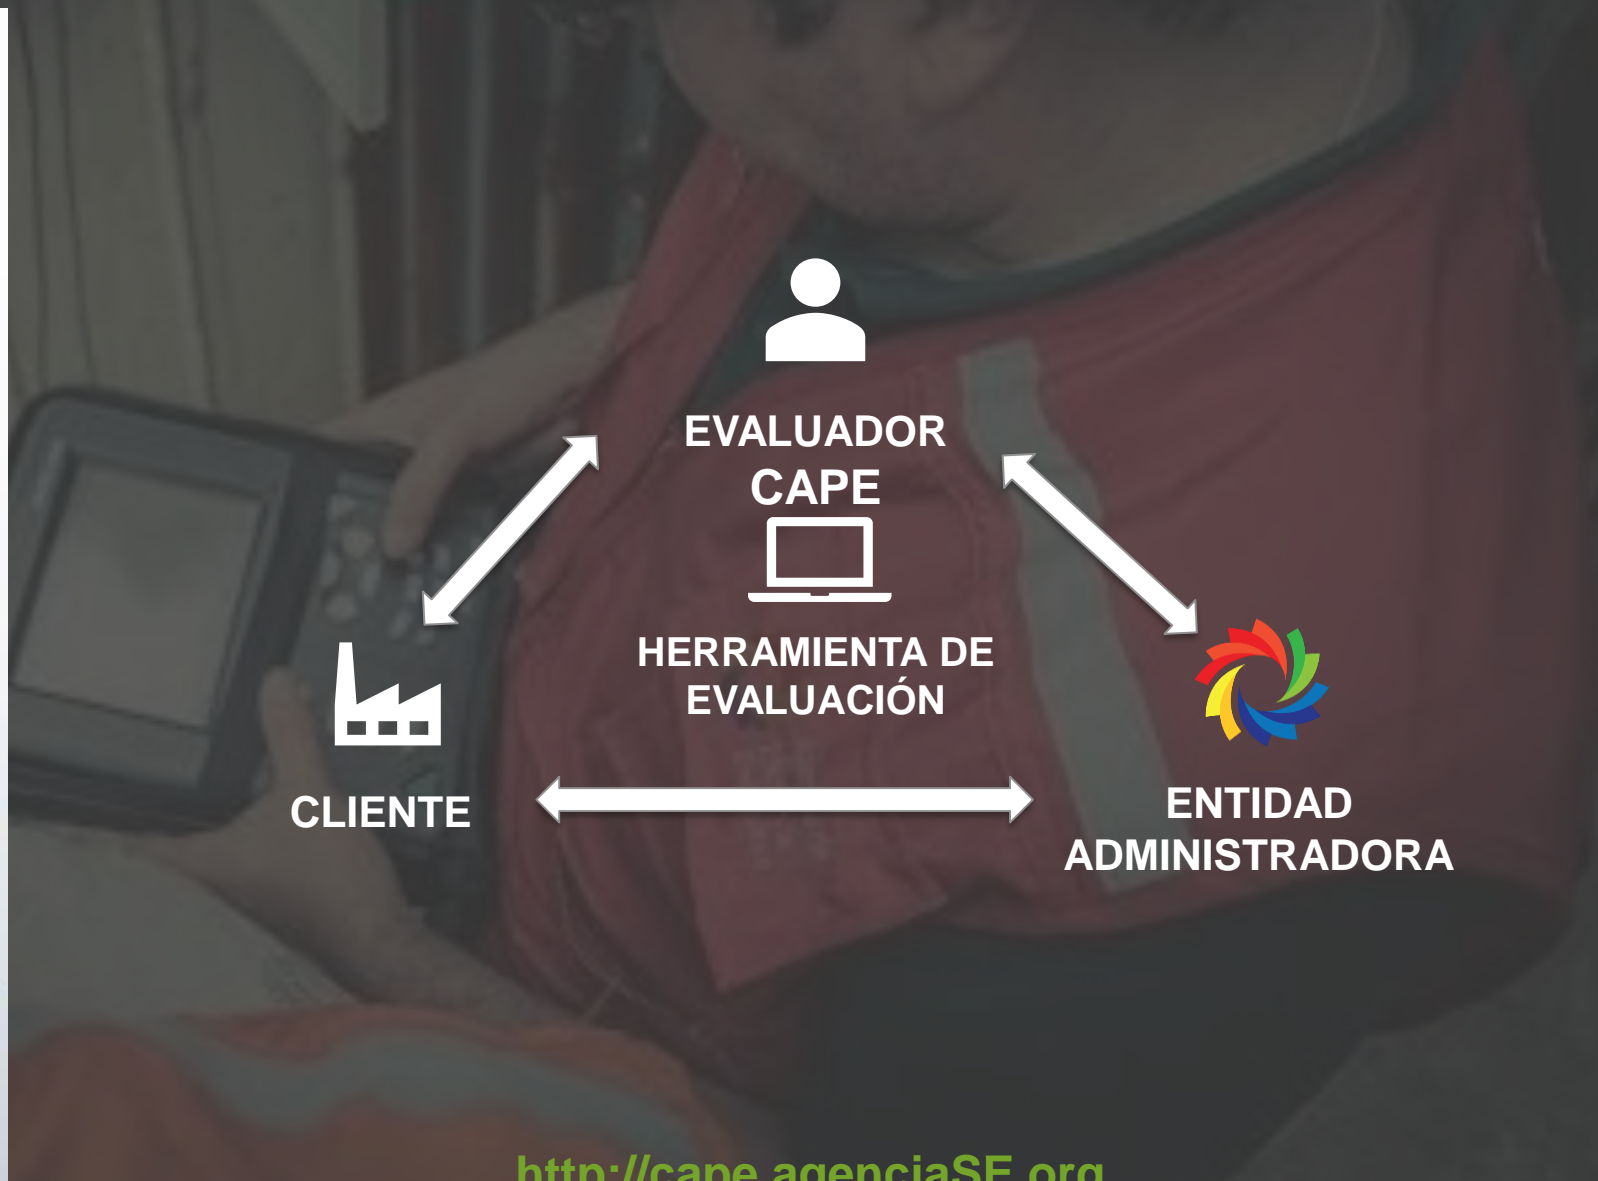 EVALUADOR
CAPE
HERRAMIENTA DE
EVALUACIÓN
CLIENTE
ENTIDAD
ADMINISTRADORA
http://cape.agenciaSE.org